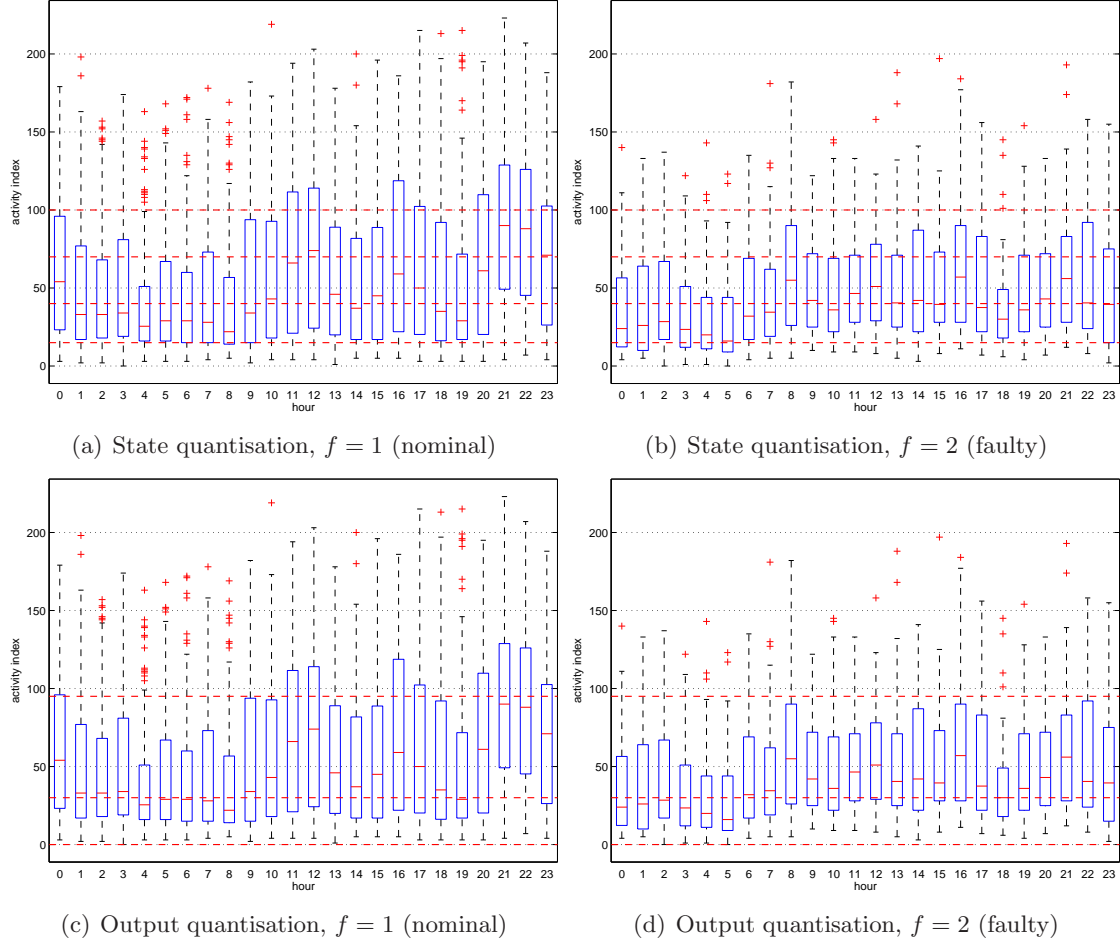 200
150
100
50
0
activity index
0 1 2 3 4 5 6 7 8 9 10 11 12 13 14 15 16 17 18 19 20 21 22 23
hour
(a) State quantisation, f = 1 (nominal)
200
150
100
50
0
activity index
0 1 2 3 4 5 6 7 8 9 10 11 12 13 14 15 16 17 18 19 20 21 22 23
hour
(b) State quantisation, f = 2 (faulty)
200
150
100
50
0
activity index
0 1 2 3 4 5 6 7 8 9 10 11 12 13 14 15 16 17 18 19 20 21 22 23
hour
(c) Output quantisation, f = 1 (nominal)
200
150
100
50
0
activity index
0 1 2 3 4 5 6 7 8 9 10 11 12 13 14 15 16 17 18 19 20 21 22 23
hour
(d) Output quantisation, f = 2 (faulty)